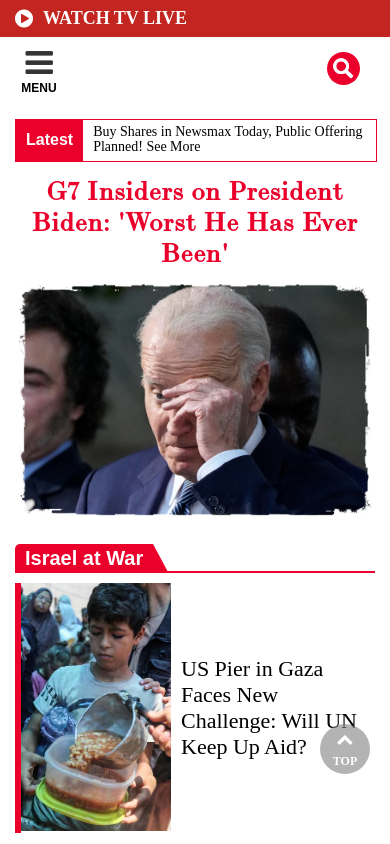 WATCH TV LIVE
MENU
Latest
Buy Shares in Newsmax Today, Public Offering
Planned! See More
G7 Insiders on President
Biden: 'Worst He Has Ever
Been'
Israel at War
US Pier in Gaza
Faces New
Challenge: Will UN
Keep Up Aid?
TOP